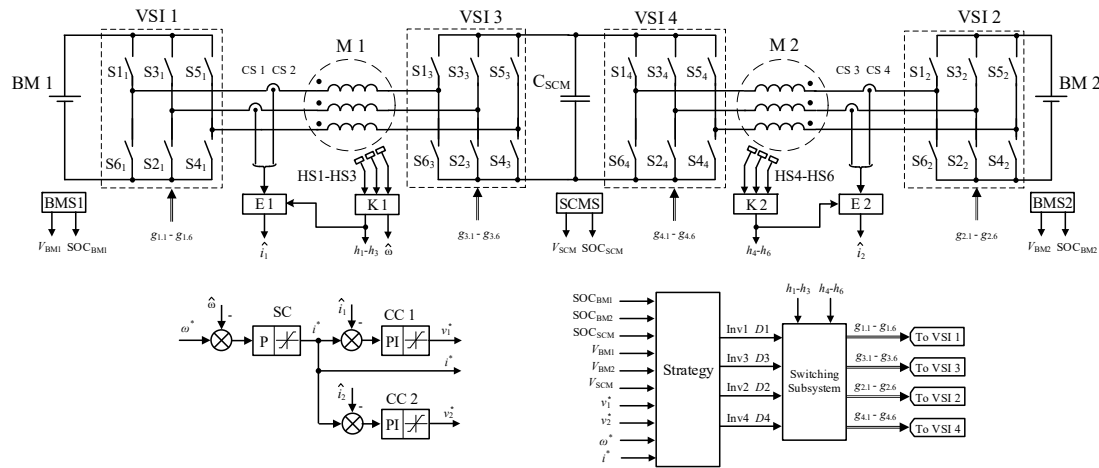 VSI 1 VSI 3 VSI 4 VSI 2
M 1 M 2
BM 1 BM 2
S1₁ S3₁ S5₁ CS 1 CS 2 S1₃ S3₃ S5₃ C_SCM S1₄ S3₄ S5₄ CS 3 CS 4 S1₂ S3₂ S5₂
S6₁ S2₁ S4₁ S6₃ S2₃ S4₃ S6₄ S2₄ S4₄ S6₂ S2₂ S4₂
HS1-HS3 HS4-HS6
BMS1 E 1 K 1 SCMS K 2 E 2 BMS2
V_BM1 SOC_BM1 g₁.₁ - g₁.₆ î₁ h₁-h₃ ω̂ g₃.₁ - g₃.₆ V_SCM SOC_SCM g₄.₁ - g₄.₆ h₄-h₆ î₂ g₂.₁ - g₂.₆ V_BM2 SOC_BM2
ω̂ SC î₁ CC 1
ω* - P i* - PI v₁*
i*
î₂ CC 2
- PI v₂*
h₁-h₃ h₄-h₆
SOC_BM1
SOC_BM2
SOC_SCM
V_BM1
V_BM2
V_SCM
v₁*
v₂*
ω*
i*
Strategy
Inv1 D1
Inv3 D3
Inv2 D2
Inv4 D4
Switching
Subsystem
g₁.₁ - g₁.₆ To VSI 1
g₃.₁ - g₃.₆ To VSI 3
g₂.₁ - g₂.₆ To VSI 2
g₄.₁ - g₄.₆ To VSI 4